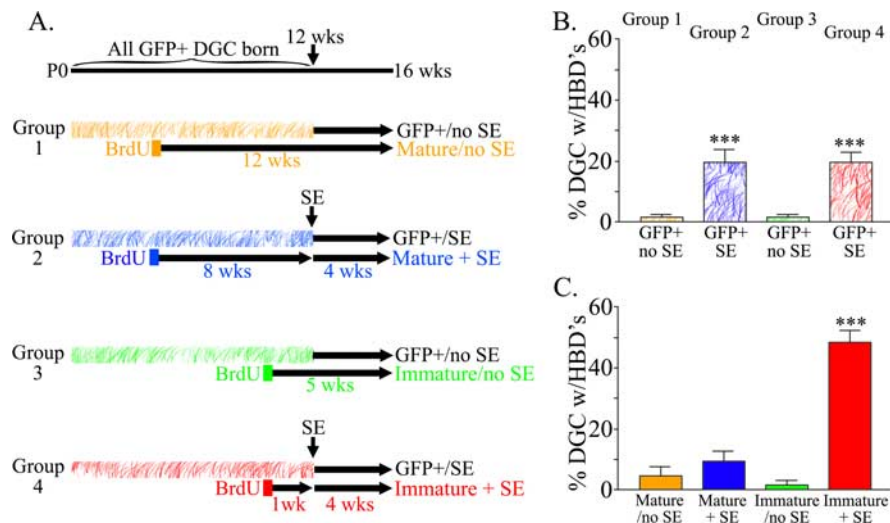 A.
12 wks
All GFP+ DGC born
P0
16 wks
Group
1
GFP+/no SE
BrdU
12 wks
Mature/no SE
SE
Group
2
GFP+/SE
BrdU
8 wks
4 wks
Mature + SE
Group
3
GFP+/no SE
BrdU
5 wks
Immature/no SE
SE
Group
4
GFP+/SE
BrdU
1wk
4 wks
Immature + SE
B.
Group 1
Group 2
Group 3
Group 4
% DGC w/HBD's
60
40
20
0
***
***
GFP+
no SE
GFP+
SE
GFP+
no SE
GFP+
SE
C.
% DGC w/HBD's
60
40
20
0
***
Mature
/no SE
Mature
+ SE
Immature
/no SE
Immature
+ SE